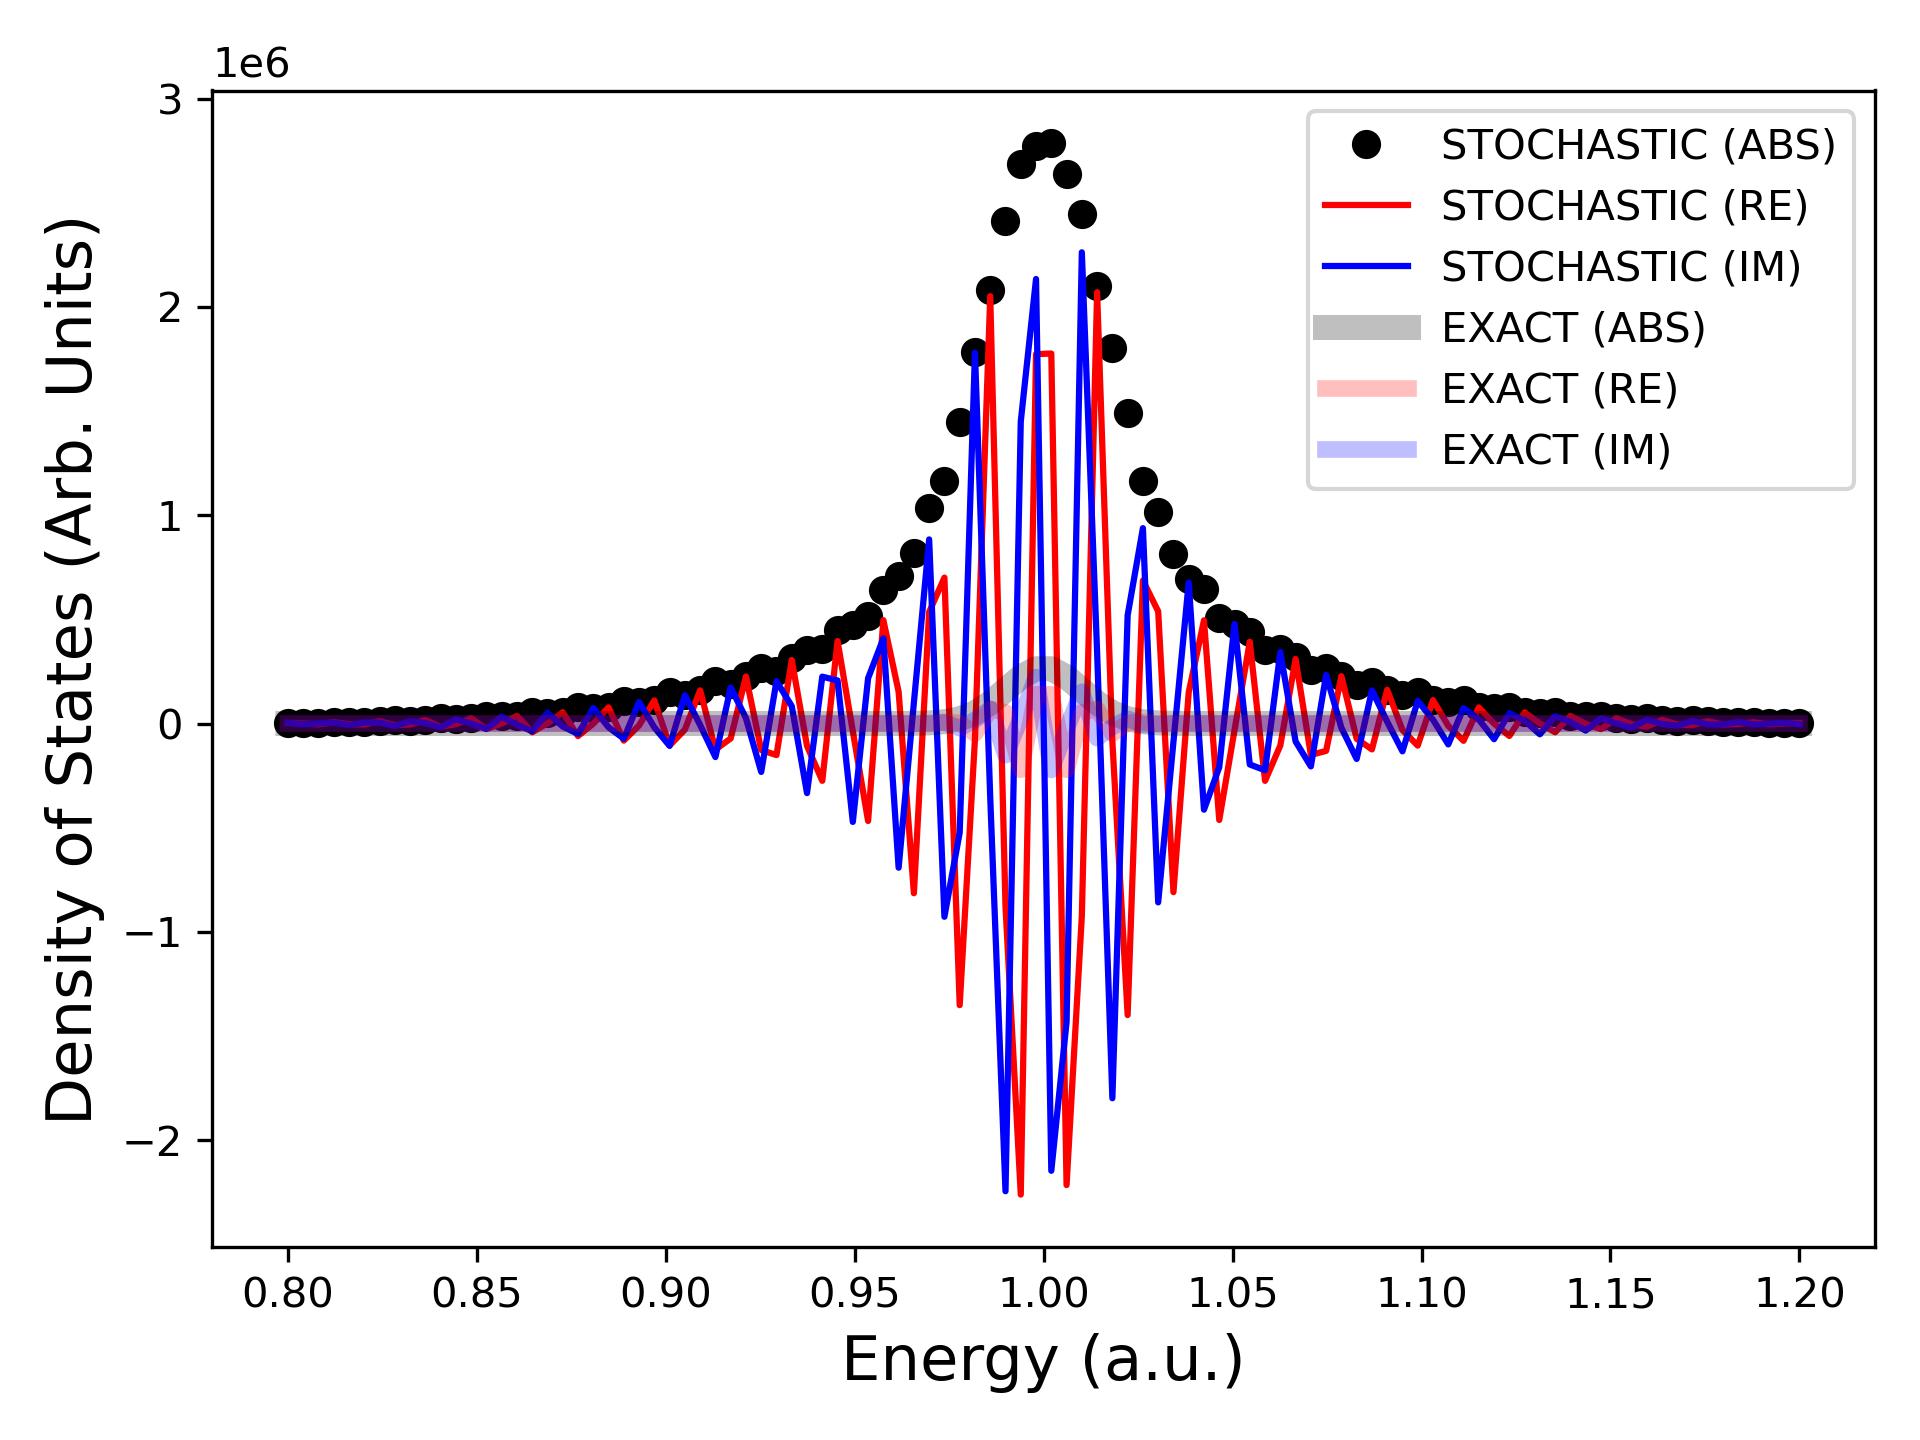 1e6
3
2
1
0
−1
−2
Density of States (Arb. Units)
STOCHASTIC (ABS)
STOCHASTIC (RE)
STOCHASTIC (IM)
EXACT (ABS)
EXACT (RE)
EXACT (IM)
0.80 0.85 0.90 0.95 1.00 1.05 1.10 1.15 1.20
Energy (a.u.)